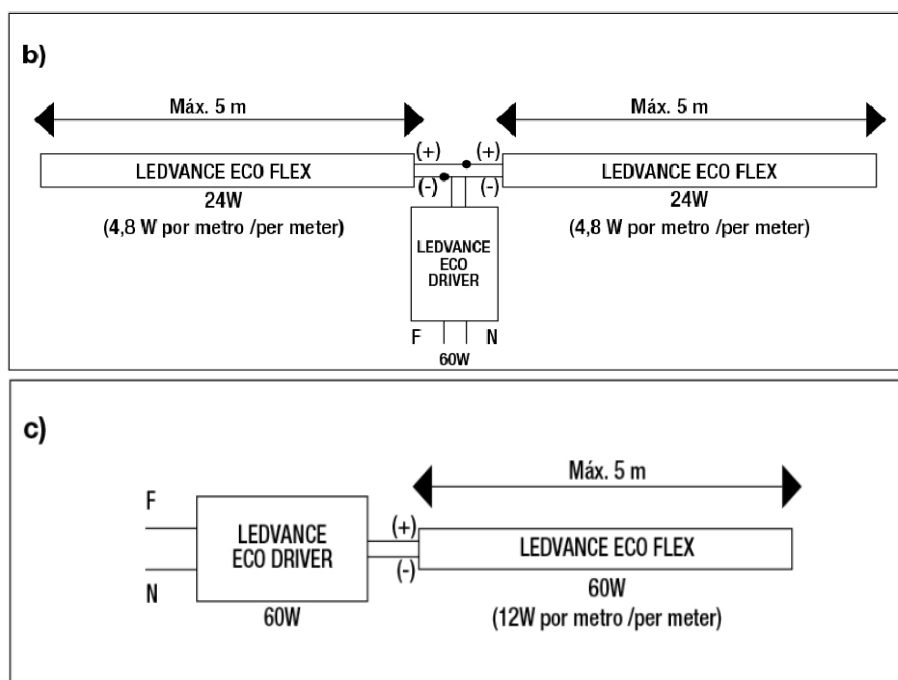 b)
Máx. 5 m Máx. 5 m
(+) (+)
LEDVANCE ECO FLEX LEDVANCE ECO FLEX
(-) (-)
24W 24W
(4,8 W por metro /per meter) (4,8 W por metro /per meter)
LEDVANCE
ECO
DRIVER
F N
60W
c)
Máx. 5 m
F
(+)
LEDVANCE LEDVANCE ECO FLEX
ECO DRIVER
(-)
N
60W 60W
(12W por metro /per meter)